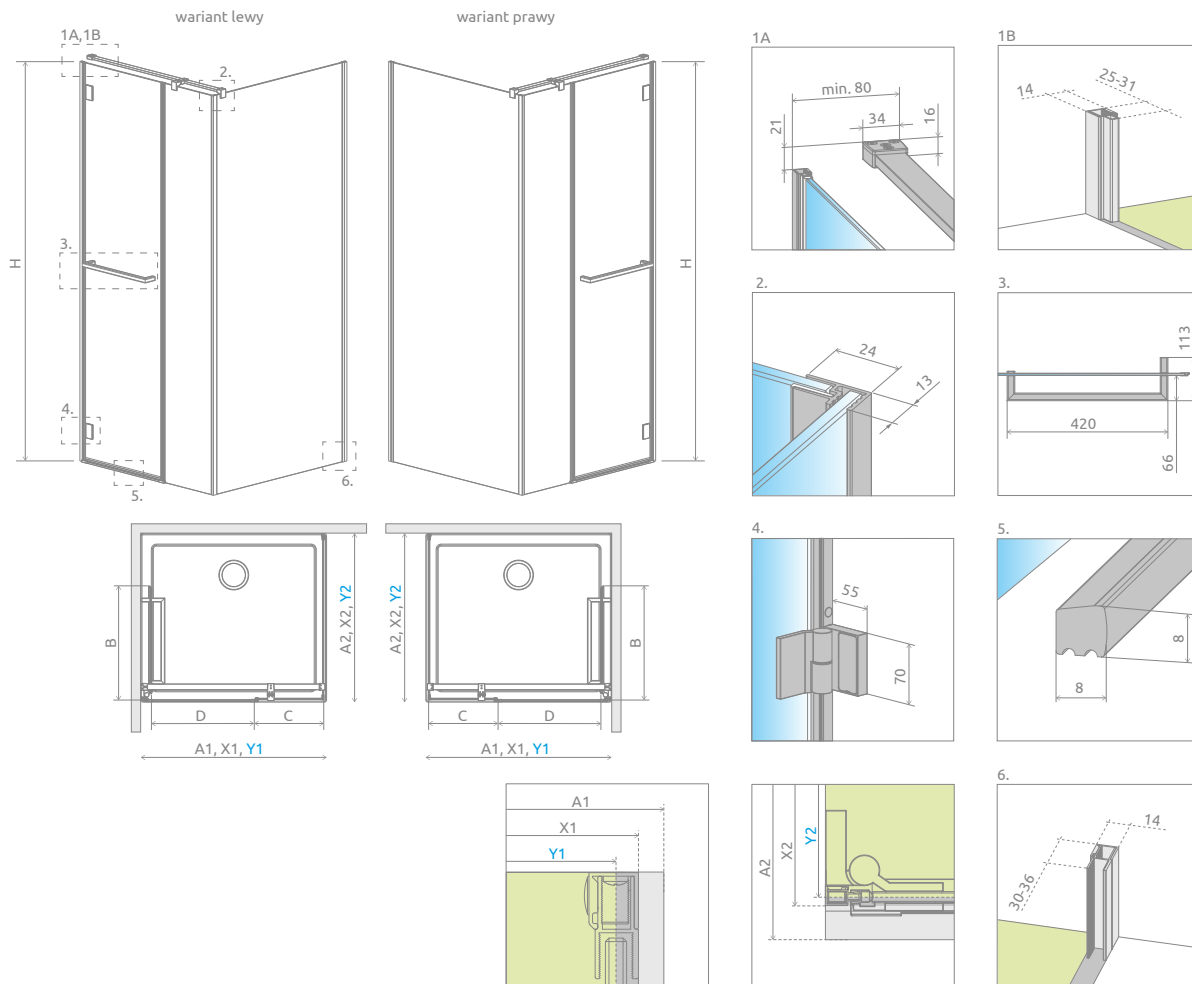 wariant lewy
wariant prawy
1A,1B
2.
3.
4.
5.
6.
H
H
1A
min. 80
34
16
21
1B
14
25-31
2.
24
13
3.
113
420
66
4.
55
70
5.
8
8
B
A2, X2, Y2
D
C
A1, X1, Y1
A2, X2, Y2
B
C
D
A1, X1, Y1
A1
X1
Y1
A2
X2
Y2
6.
14
30-36